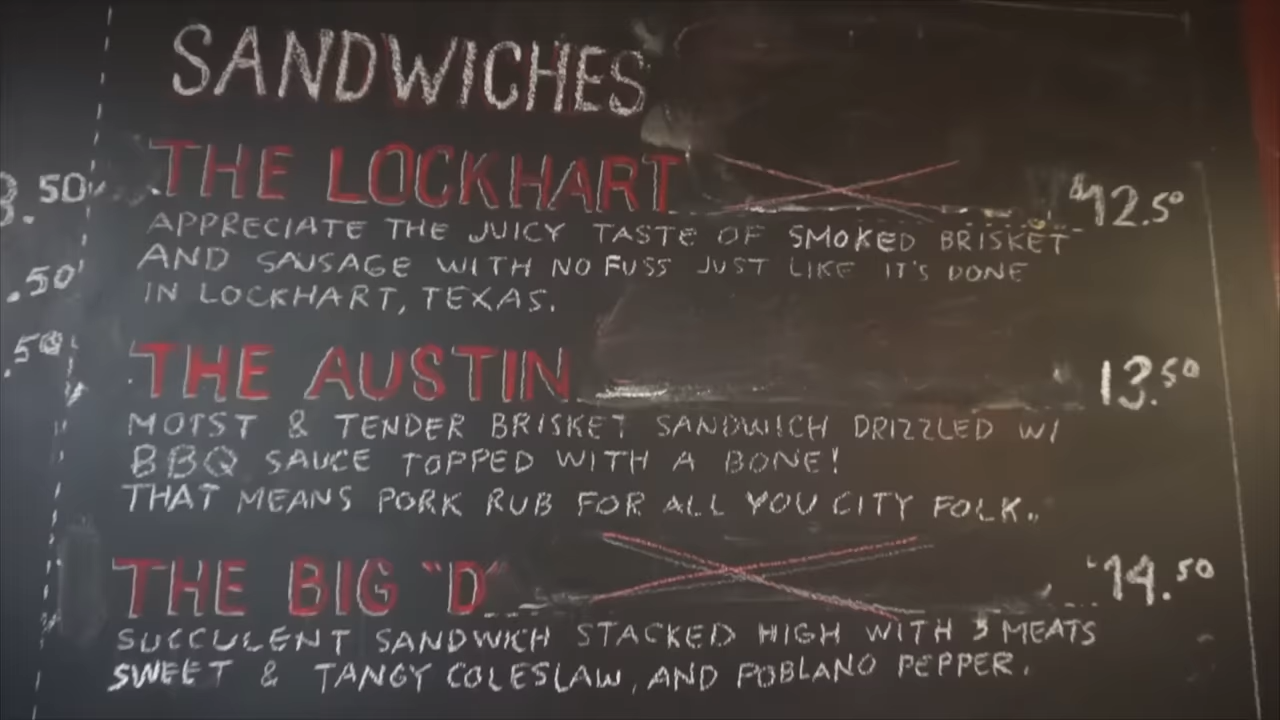 SANDWICHES
THE LOCKHART $12.50
APPRECIATE THE JUICY TASTE OF SMOKED BRISKET
AND SAUSAGE WITH NO FUSS JUST LIKE IT'S DONE
IN LOCKHART, TEXAS.
THE AUSTIN 13.50
MOIST & TENDER BRISKET SANDWICH DRIZZLED W/
BBQ SAUCE TOPPED WITH A BONE!
THAT MEANS PORK RUB FOR ALL YOU CITY FOLK..
THE BIG "D" 14.50
SUCCULENT SANDWICH STACKED HIGH WITH 3 MEATS
SWEET & TANGY COLESLAW, AND POBLANO PEPPER.
.50
.50
.50